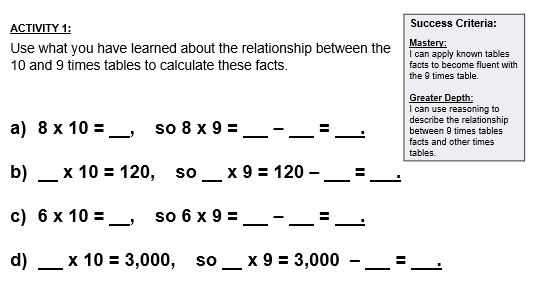 ACTIVITY 1:
Use what you have learned about the relationship between the
10 and 9 times tables to calculate these facts.
Success Criteria:
Mastery:
I can apply known tables
facts to become fluent with
the 9 times table.
Greater Depth:
I can use reasoning to
describe the relationship
between 9 times tables
facts and other times
tables.
a) 8 x 10 = __, so 8 x 9 = __ – __ = __.
b) __ x 10 = 120, so __ x 9 = 120 – __ = __.
c) 6 x 10 = __, so 6 x 9 = __ – __ = __.
d) __ x 10 = 3,000, so __ x 9 = 3,000 – __ = __.